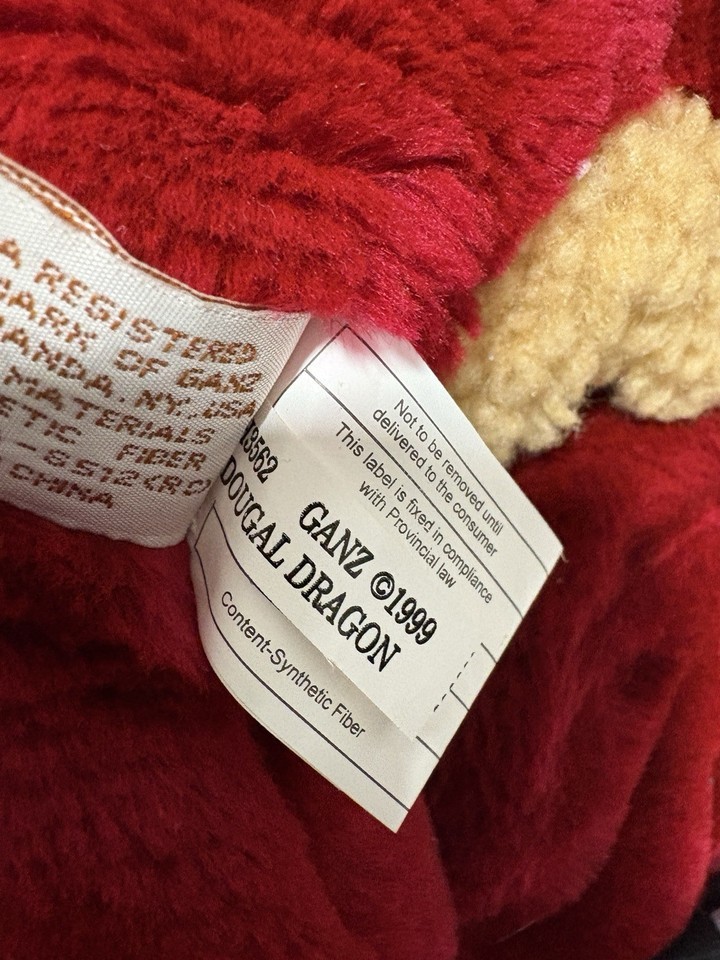 A REGISTERED
OF GANZ
ANDA, NY., USA
MATERIALS
ETIC FIBER
CHINA
Not to be removed until
delivered to the consumer
This label is fixed in compliance
with Provincial law
3562
GANZ ©1999
DOUGAL DRAGON
Content-Synthetic Fiber